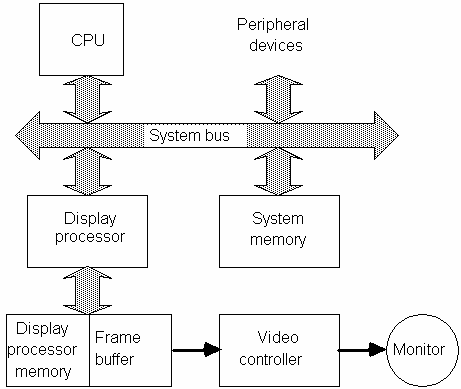 CPU
Peripheral
devices
System bus
Display
processor
System
memory
Display
processor
memory
Frame
buffer
Video
controller
Monitor